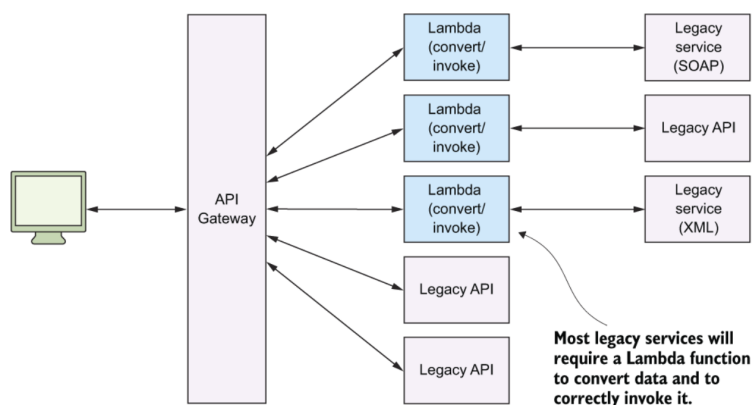 Lambda
(convert/
invoke)
Legacy
service
(SOAP)
Lambda
(convert/
invoke)
Legacy API
API
Gateway
Lambda
(convert/
invoke)
Legacy
service
(XML)
Legacy API
Legacy API
Most legacy services will
require a Lambda function
to convert data and to
correctly invoke it.